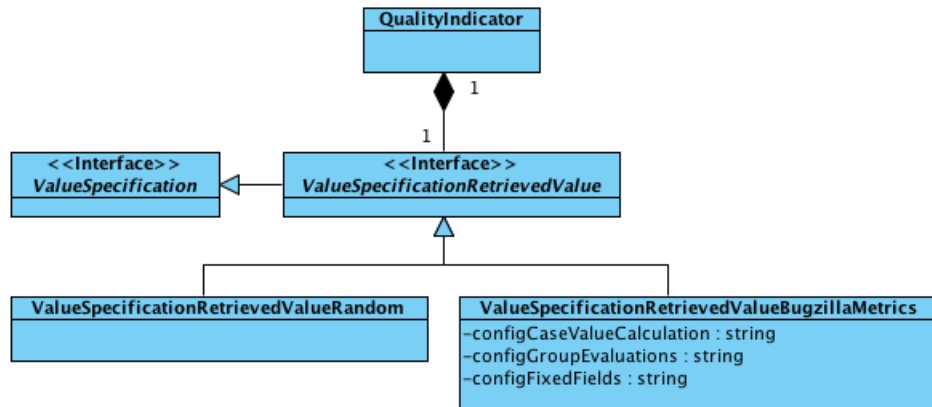 QualityIndicator
1
1
<<Interface>>
ValueSpecification
<<Interface>>
ValueSpecificationRetrievedValue
ValueSpecificationRetrievedValueRandom
ValueSpecificationRetrievedValueBugzillaMetrics
-configCaseValueCalculation : string
-configGroupEvaluations : string
-configFixedFields : string